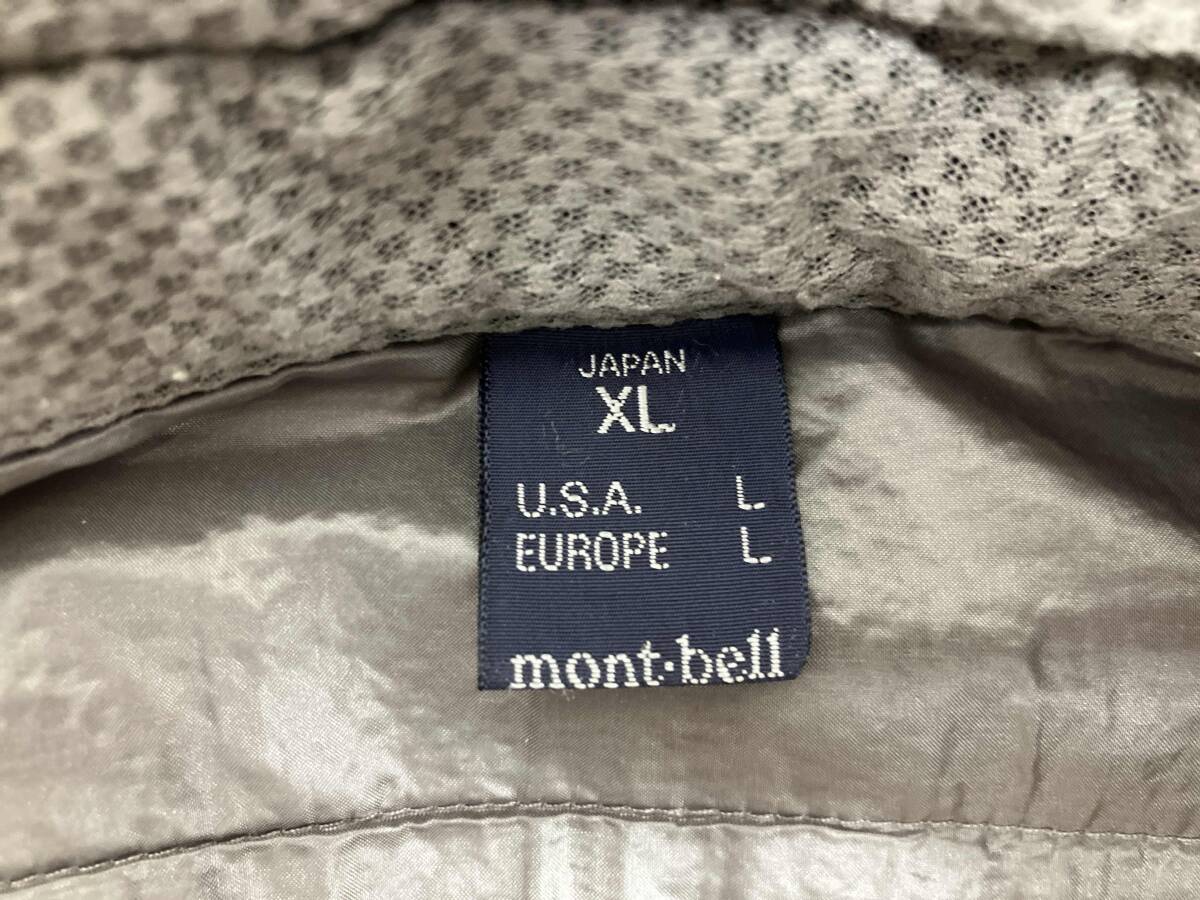 JAPAN
XL
U.S.A. L
EUROPE L
mont·bell